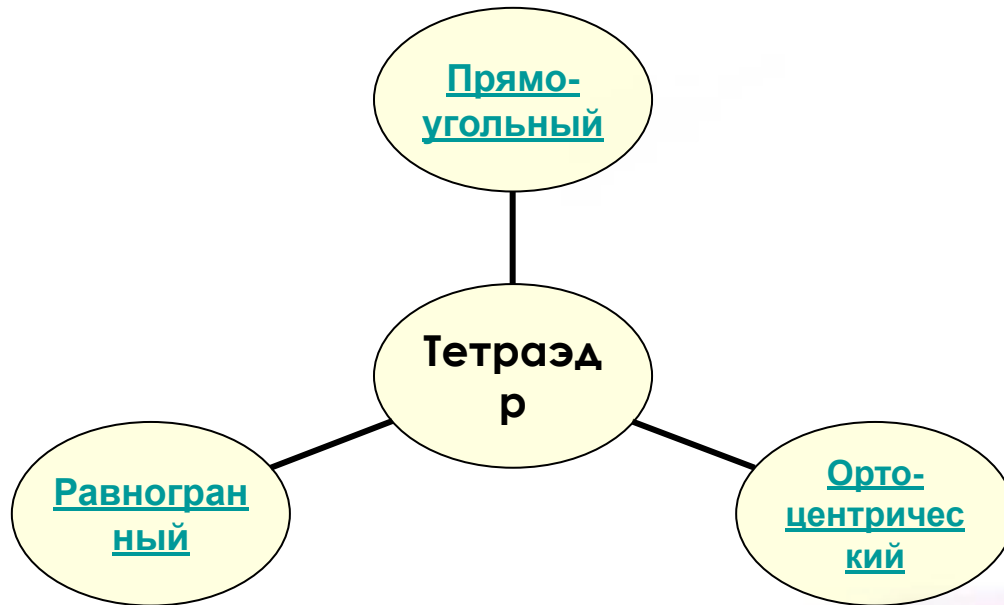 Прямо-
угольный
Тетраэд
р
Равногран
ный
Орто-
центричес
кий